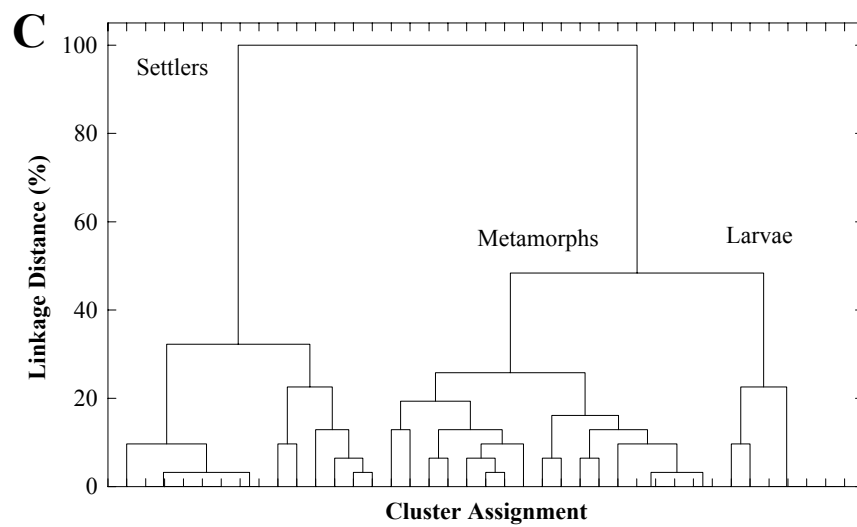 C
100
Settlers
80
60
Metamorphs
Larvae
40
20
0
Linkage Distance (%)
Cluster Assignment